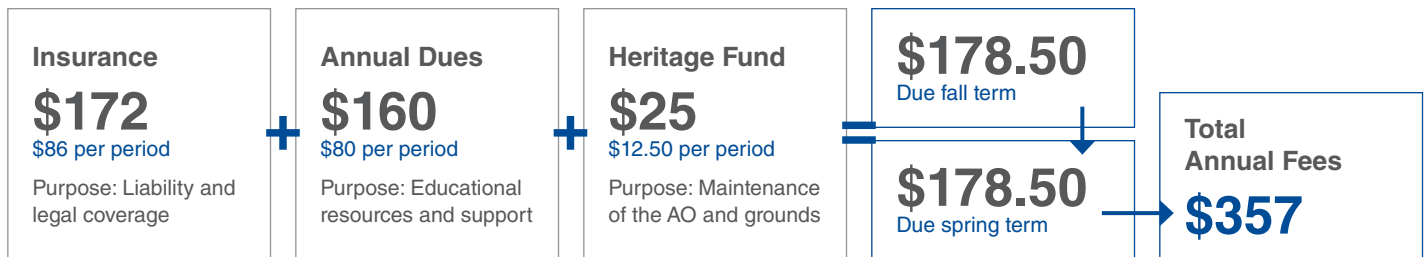 Insurance
$172
$86 per period
Purpose: Liability and
legal coverage
+
Annual Dues
$160
$80 per period
Purpose: Educational
resources and support
+
Heritage Fund
$25
$12.50 per period
Purpose: Maintenance
of the AO and grounds
=
$178.50
Due fall term
$178.50
Due spring term
Total
Annual Fees
$357